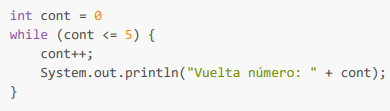 int cont = 0
while (cont <= 5) {
    cont++;
    System.out.println("Vuelta número: " + cont);
}